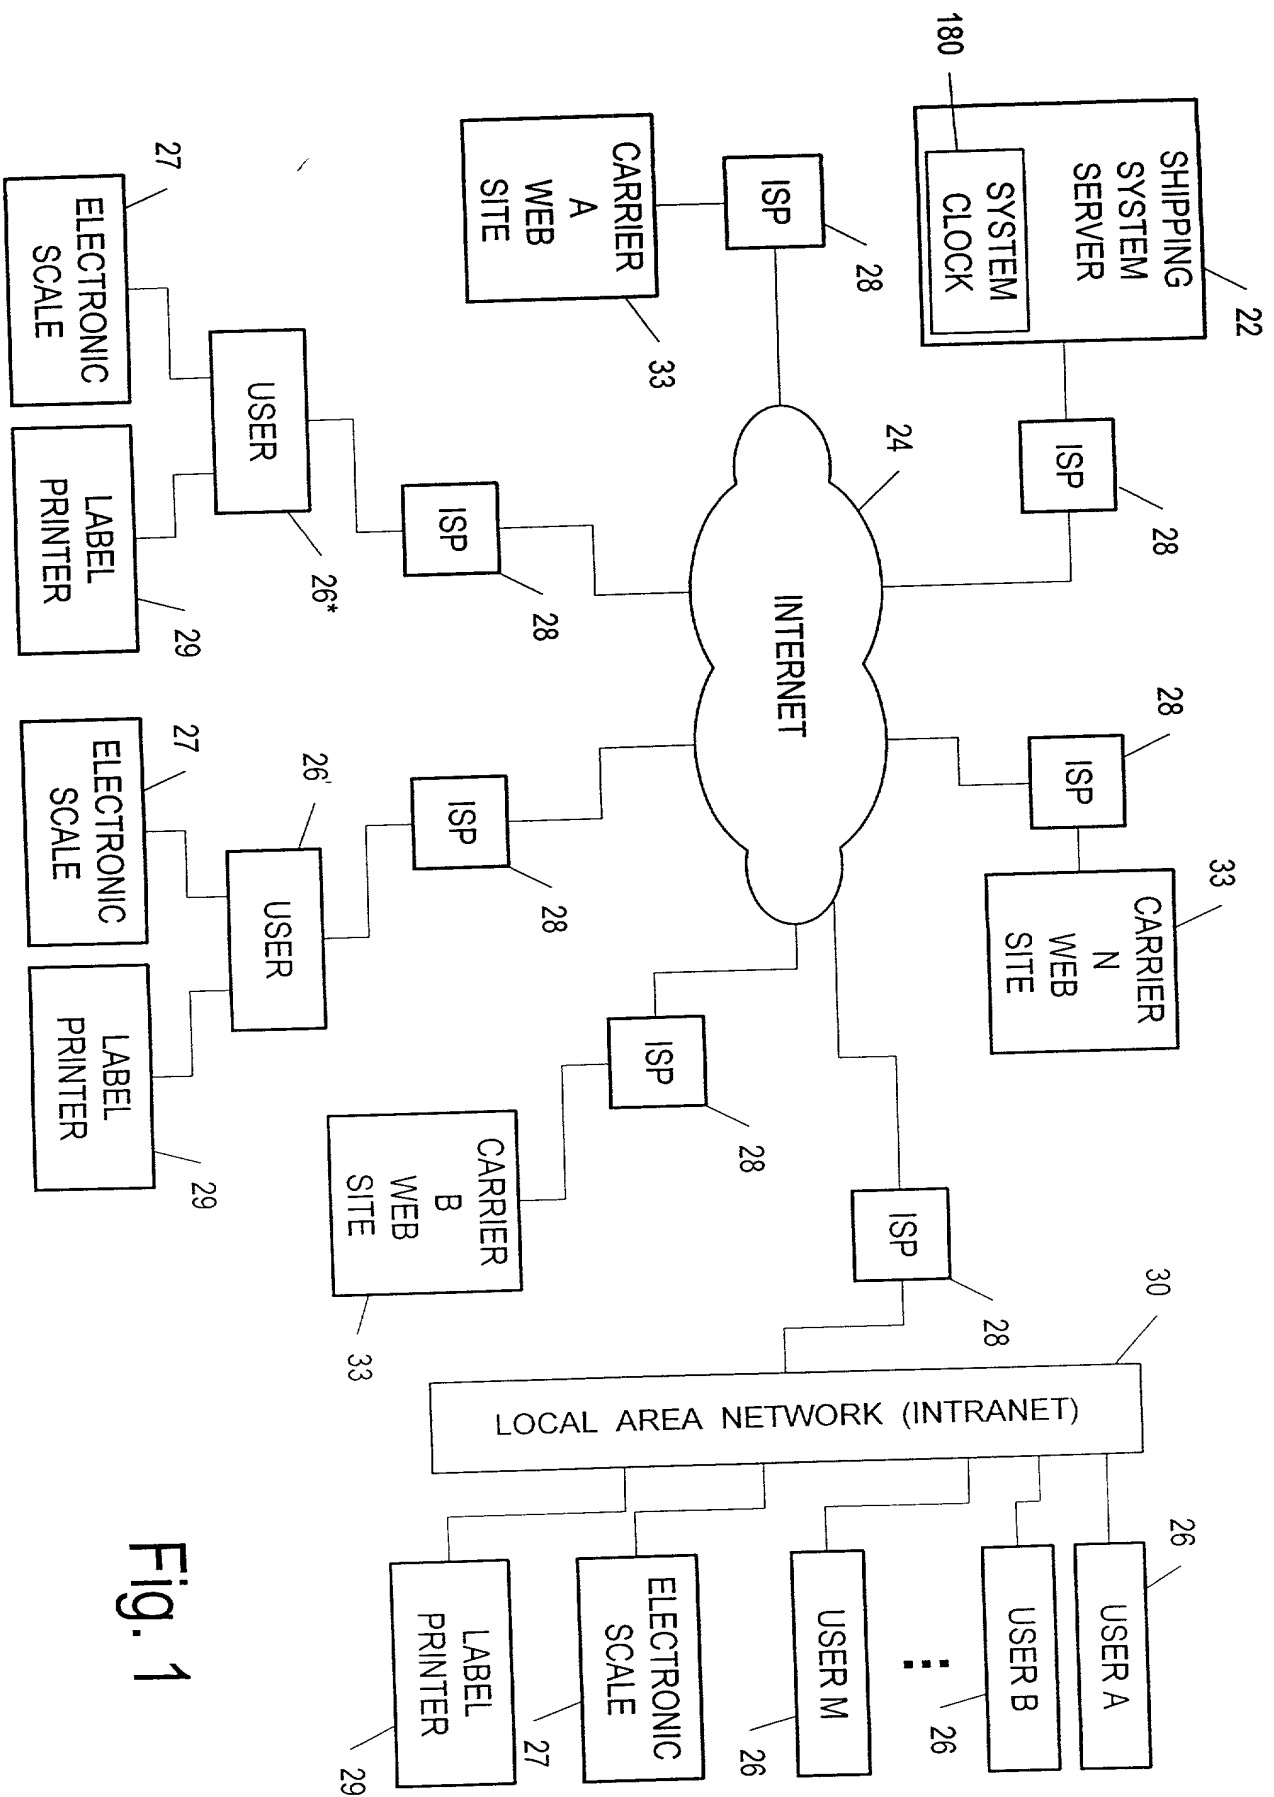 22
SHIPPING
SYSTEM
SERVER
SYSTEM
CLOCK
180
ISP
28
28
ISP
33
CARRIER
N
WEB
SITE
30
26
USER A
USER B
26
USER M
26
ELECTRONIC
SCALE
27
LABEL
PRINTER
29
LOCAL AREA NETWORK (INTRANET)
ISP
28
ISP
28
CARRIER
A
WEB
SITE
33
24
INTERNET
ISP
28
CARRIER
B
WEB
SITE
33
ISP
28
ISP
28
USER
26*
26'
USER
27
ELECTRONIC
SCALE
LABEL
PRINTER
29
27
ELECTRONIC
SCALE
LABEL
PRINTER
29
Fig. 1